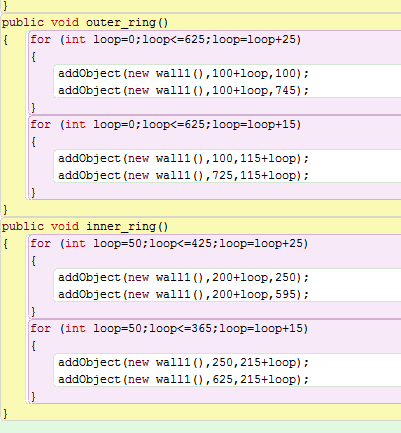 }
public void outer_ring()
{ for (int loop=0;loop<=625;loop=loop+25)
{
addObject(new wall1(),100+loop,100);
addObject(new wall1(),100+loop,745);
}
for (int loop=0;loop<=625;loop=loop+15)
{
addObject(new wall1(),100,115+loop);
addObject(new wall1(),725,115+loop);
}
}
public void inner_ring()
{ for (int loop=50;loop<=425;loop=loop+25)
{
addObject(new wall1(),200+loop,250);
addObject(new wall1(),200+loop,595);
}
for (int loop=50;loop<=365;loop=loop+15)
{
addObject(new wall1(),250,215+loop);
addObject(new wall1(),625,215+loop);
}
}